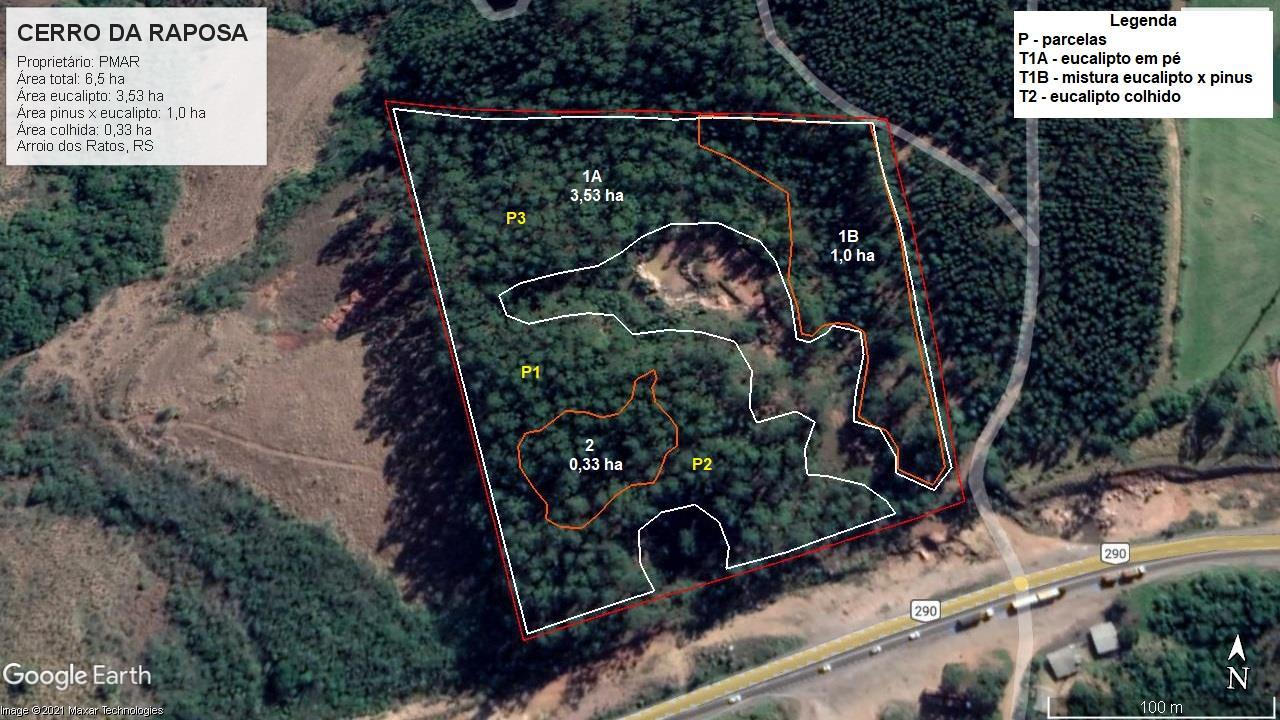 CERRO DA RAPOSA
Proprietário: PMAR
Área total: 6,5 ha
Área eucalipto: 3,53 ha
Área pinus x eucalipto: 1,0 ha
Área colhida: 0,33 ha
Arroio dos Ratos, RS
Legenda
P - parcelas
T1A - eucalipto em pé
T1B - mistura eucalipto x pinus
T2 - eucalipto colhido
1A
3,53 ha
P3
1B
1,0 ha
P1
2
0,33 ha
P2
290
290
Google Earth
Image ©2021 Maxar Technologies
N
100 m